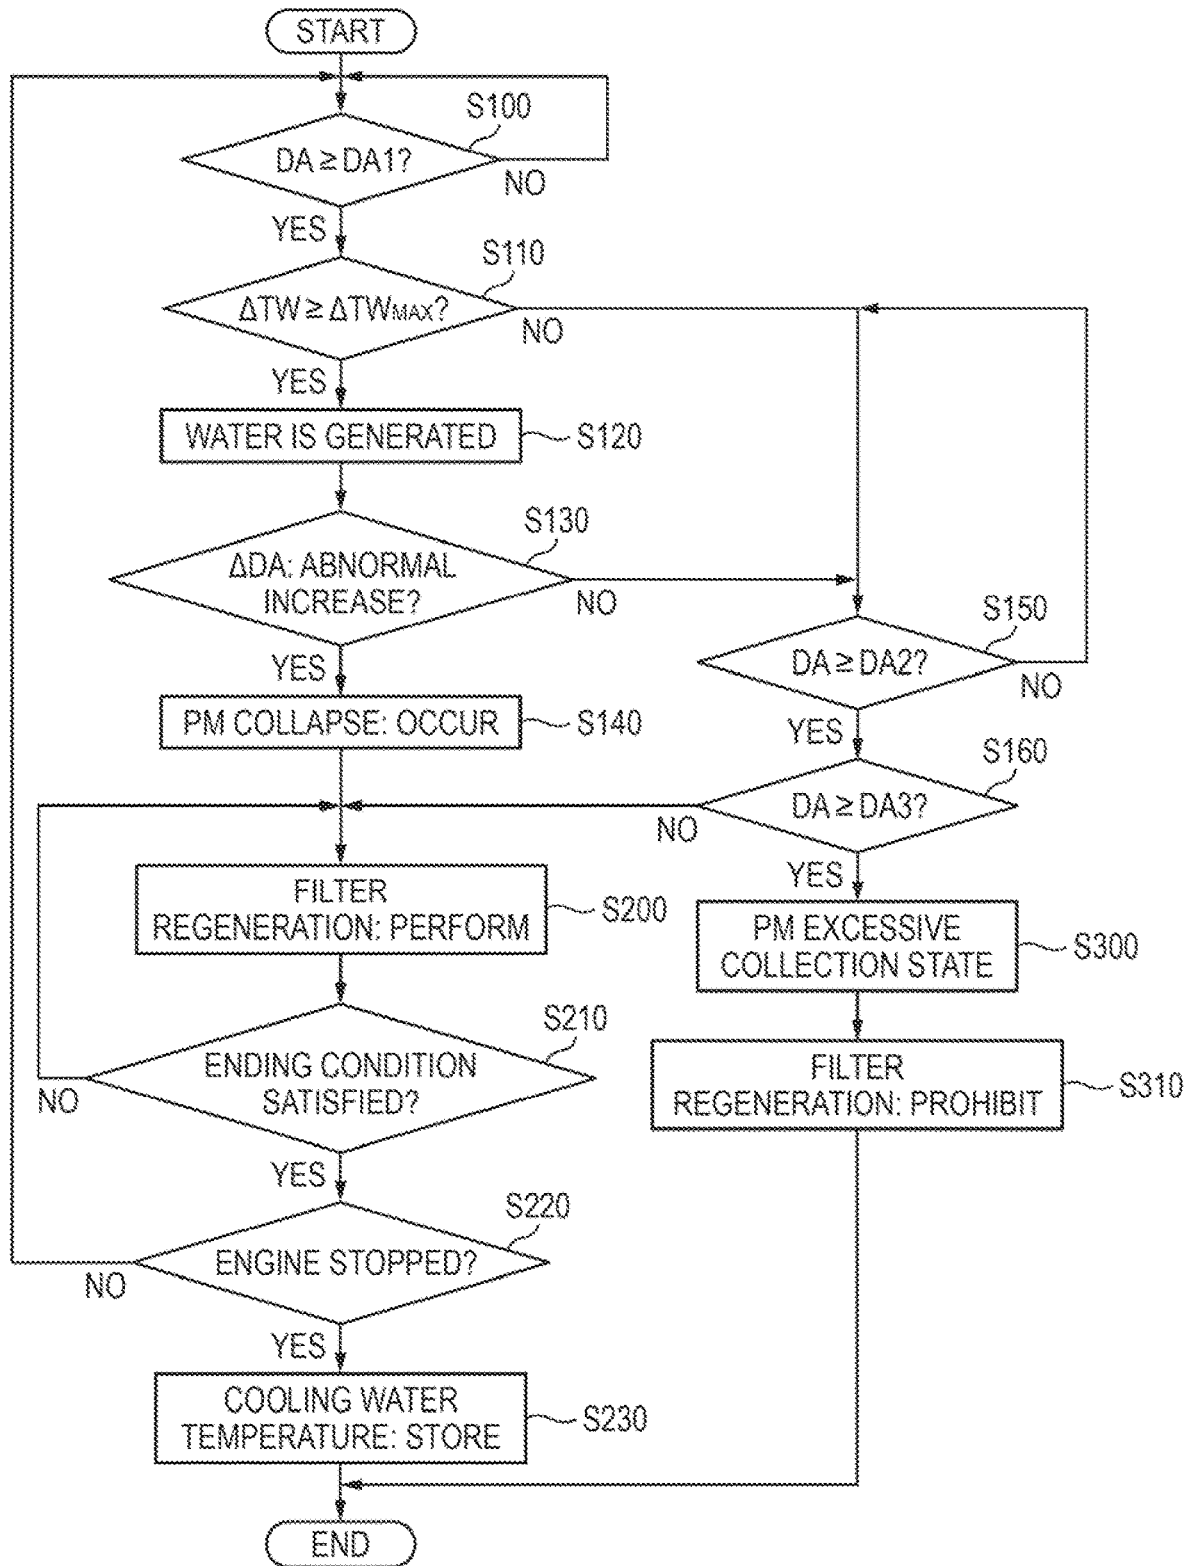 START
S100
DA ≥ DA1?
NO
YES
S110
ΔTW ≥ ΔTWMAX?
NO
YES
WATER IS GENERATED
S120
S130
ΔDA: ABNORMAL
INCREASE?
NO
YES
S150
DA ≥ DA2?
NO
YES
PM COLLAPSE: OCCUR
S140
S160
DA ≥ DA3?
NO
YES
FILTER
REGENERATION: PERFORM
S200
PM EXCESSIVE
COLLECTION STATE
S300
S210
ENDING CONDITION
SATISFIED?
NO
YES
FILTER
REGENERATION: PROHIBIT
S310
S220
ENGINE STOPPED?
NO
YES
COOLING WATER
TEMPERATURE: STORE
S230
END